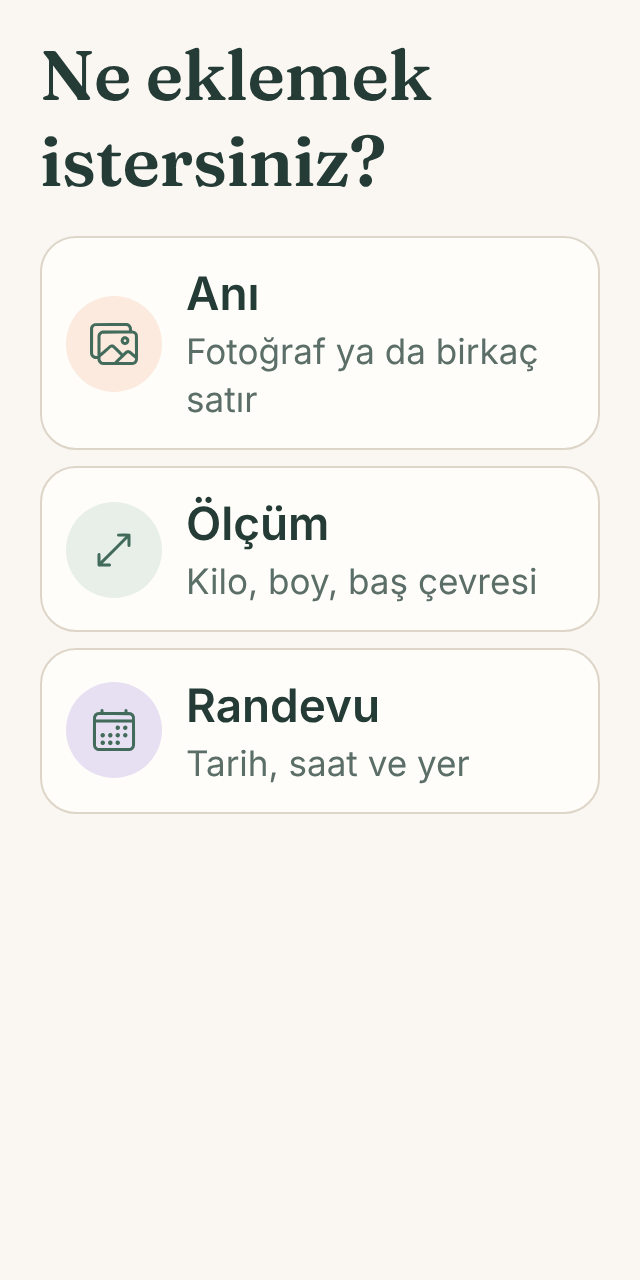 Ne eklemek
istersiniz?
Anı
Fotoğraf ya da birkaç
satır
Ölçüm
Kilo, boy, baş çevresi
Randevu
Tarih, saat ve yer